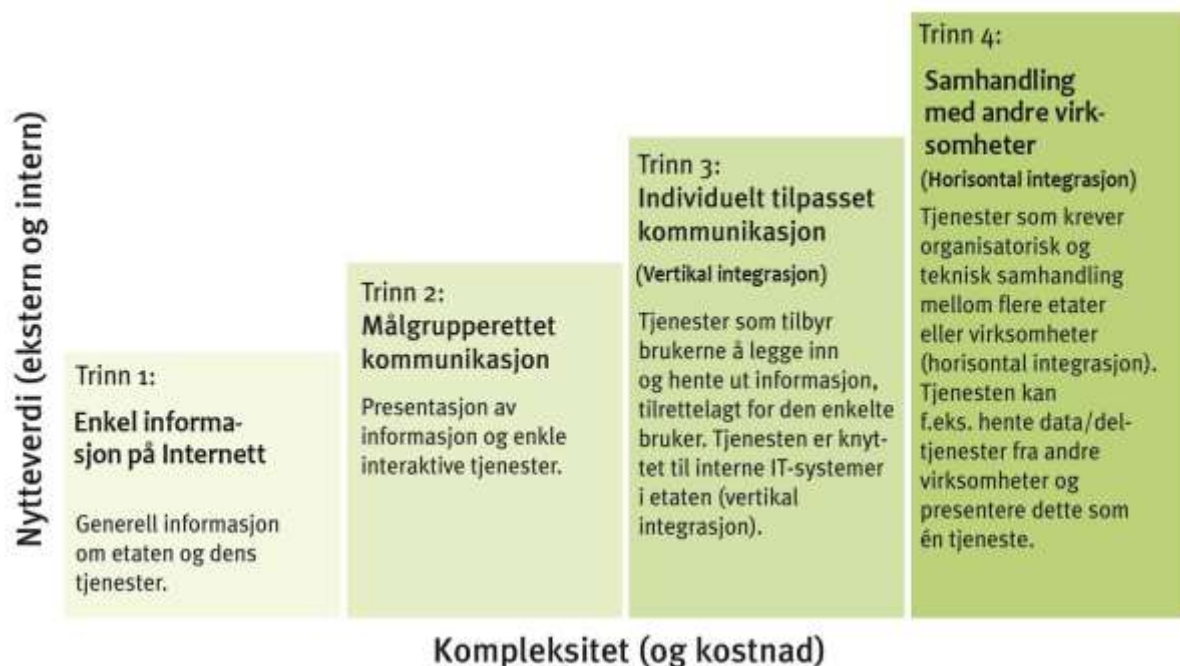 Nytteverdi (ekstern og intern)
Trinn 1:
Enkel informa-
sjon på Internett
Generell informasjon
om etaten og dens
tjenester.
Trinn 2:
Målgrupperettet
kommunikasjon
Presentasjon av
informasjon og enkle
interaktive tjenester.
Trinn 3:
Individuelt tilpasset
kommunikasjon
(Vertikal integrasjon)
Tjenester som tilbyr
brukerne å legge inn
og hente ut informasjon,
tilrettelagt for den enkelte
bruker. Tjenesten er knyt-
tet til interne IT-systemer
i etaten (vertikal
integrasjon).
Trinn 4:
Samhandling
med andre virk-
somheter
(Horisontal integrasjon)
Tjenester som krever
organisatorisk og
teknisk samhandling
mellom flere etater
eller virksomheter
(horisontal integrasjon).
Tjenesten kan
f.eks. hente data/del-
tjenester fra andre
virksomheter og
presentere dette som
én tjeneste.
Kompleksitet (og kostnad)